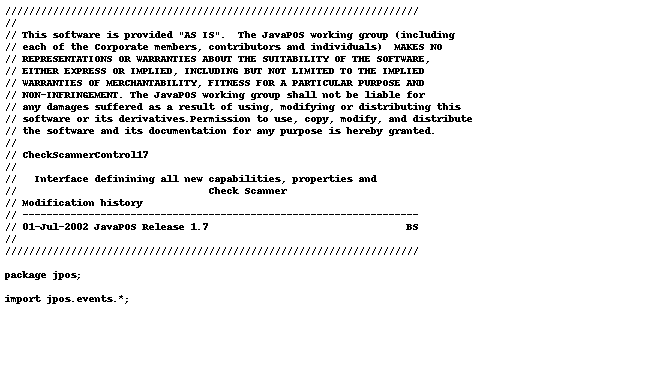 /////////////////////////////////////////////////////////////////////
//
// This software is provided "AS IS".  The JavaPOS working group (including
// each of the Corporate members, contributors and individuals)  MAKES NO
// REPRESENTATIONS OR WARRANTIES ABOUT THE SUITABILITY OF THE SOFTWARE,
// EITHER EXPRESS OR IMPLIED, INCLUDING BUT NOT LIMITED TO THE IMPLIED
// WARRANTIES OF MERCHANTABILITY, FITNESS FOR A PARTICULAR PURPOSE AND
// NON-INFRINGEMENT. The JavaPOS working group shall not be liable for
// any damages suffered as a result of using, modifying or distributing this
// software or its derivatives.Permission to use, copy, modify, and distribute
// the software and its documentation for any purpose is hereby granted.
//
// CheckScannerControl17
//
//   Interface definining all new capabilities, properties and
//                                Check Scanner
// Modification history
// ------------------------------------------------------------------
// 01-Jul-2002 JavaPOS Release 1.7                                 BS
//
/////////////////////////////////////////////////////////////////////
package jpos;
import jpos.events.*;